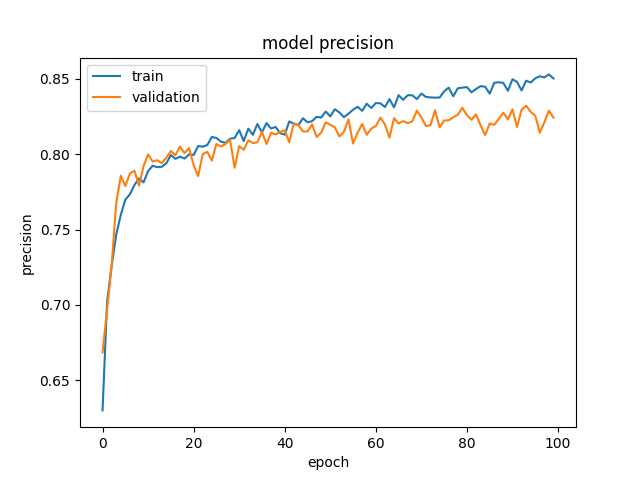 model precision
train
validation
precision
0.85
0.80
0.75
0.70
0.65
0 20 40 60 80 100
epoch